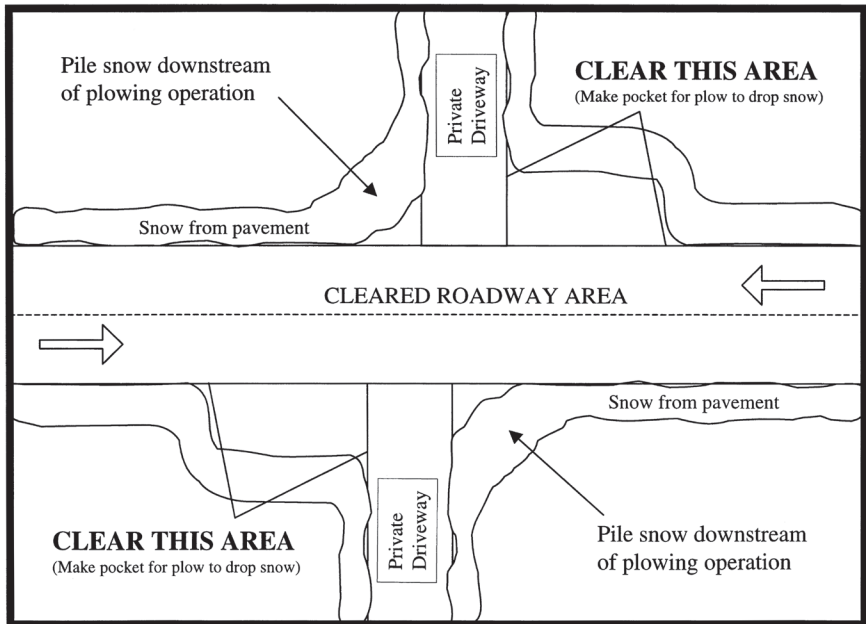 Pile snow downstream
of plowing operation
CLEAR THIS AREA
(Make pocket for plow to drop snow)
Private
Driveway
Snow from pavement
CLEARED ROADWAY AREA
Snow from pavement
Private
Driveway
CLEAR THIS AREA
(Make pocket for plow to drop snow)
Pile snow downstream
of plowing operation